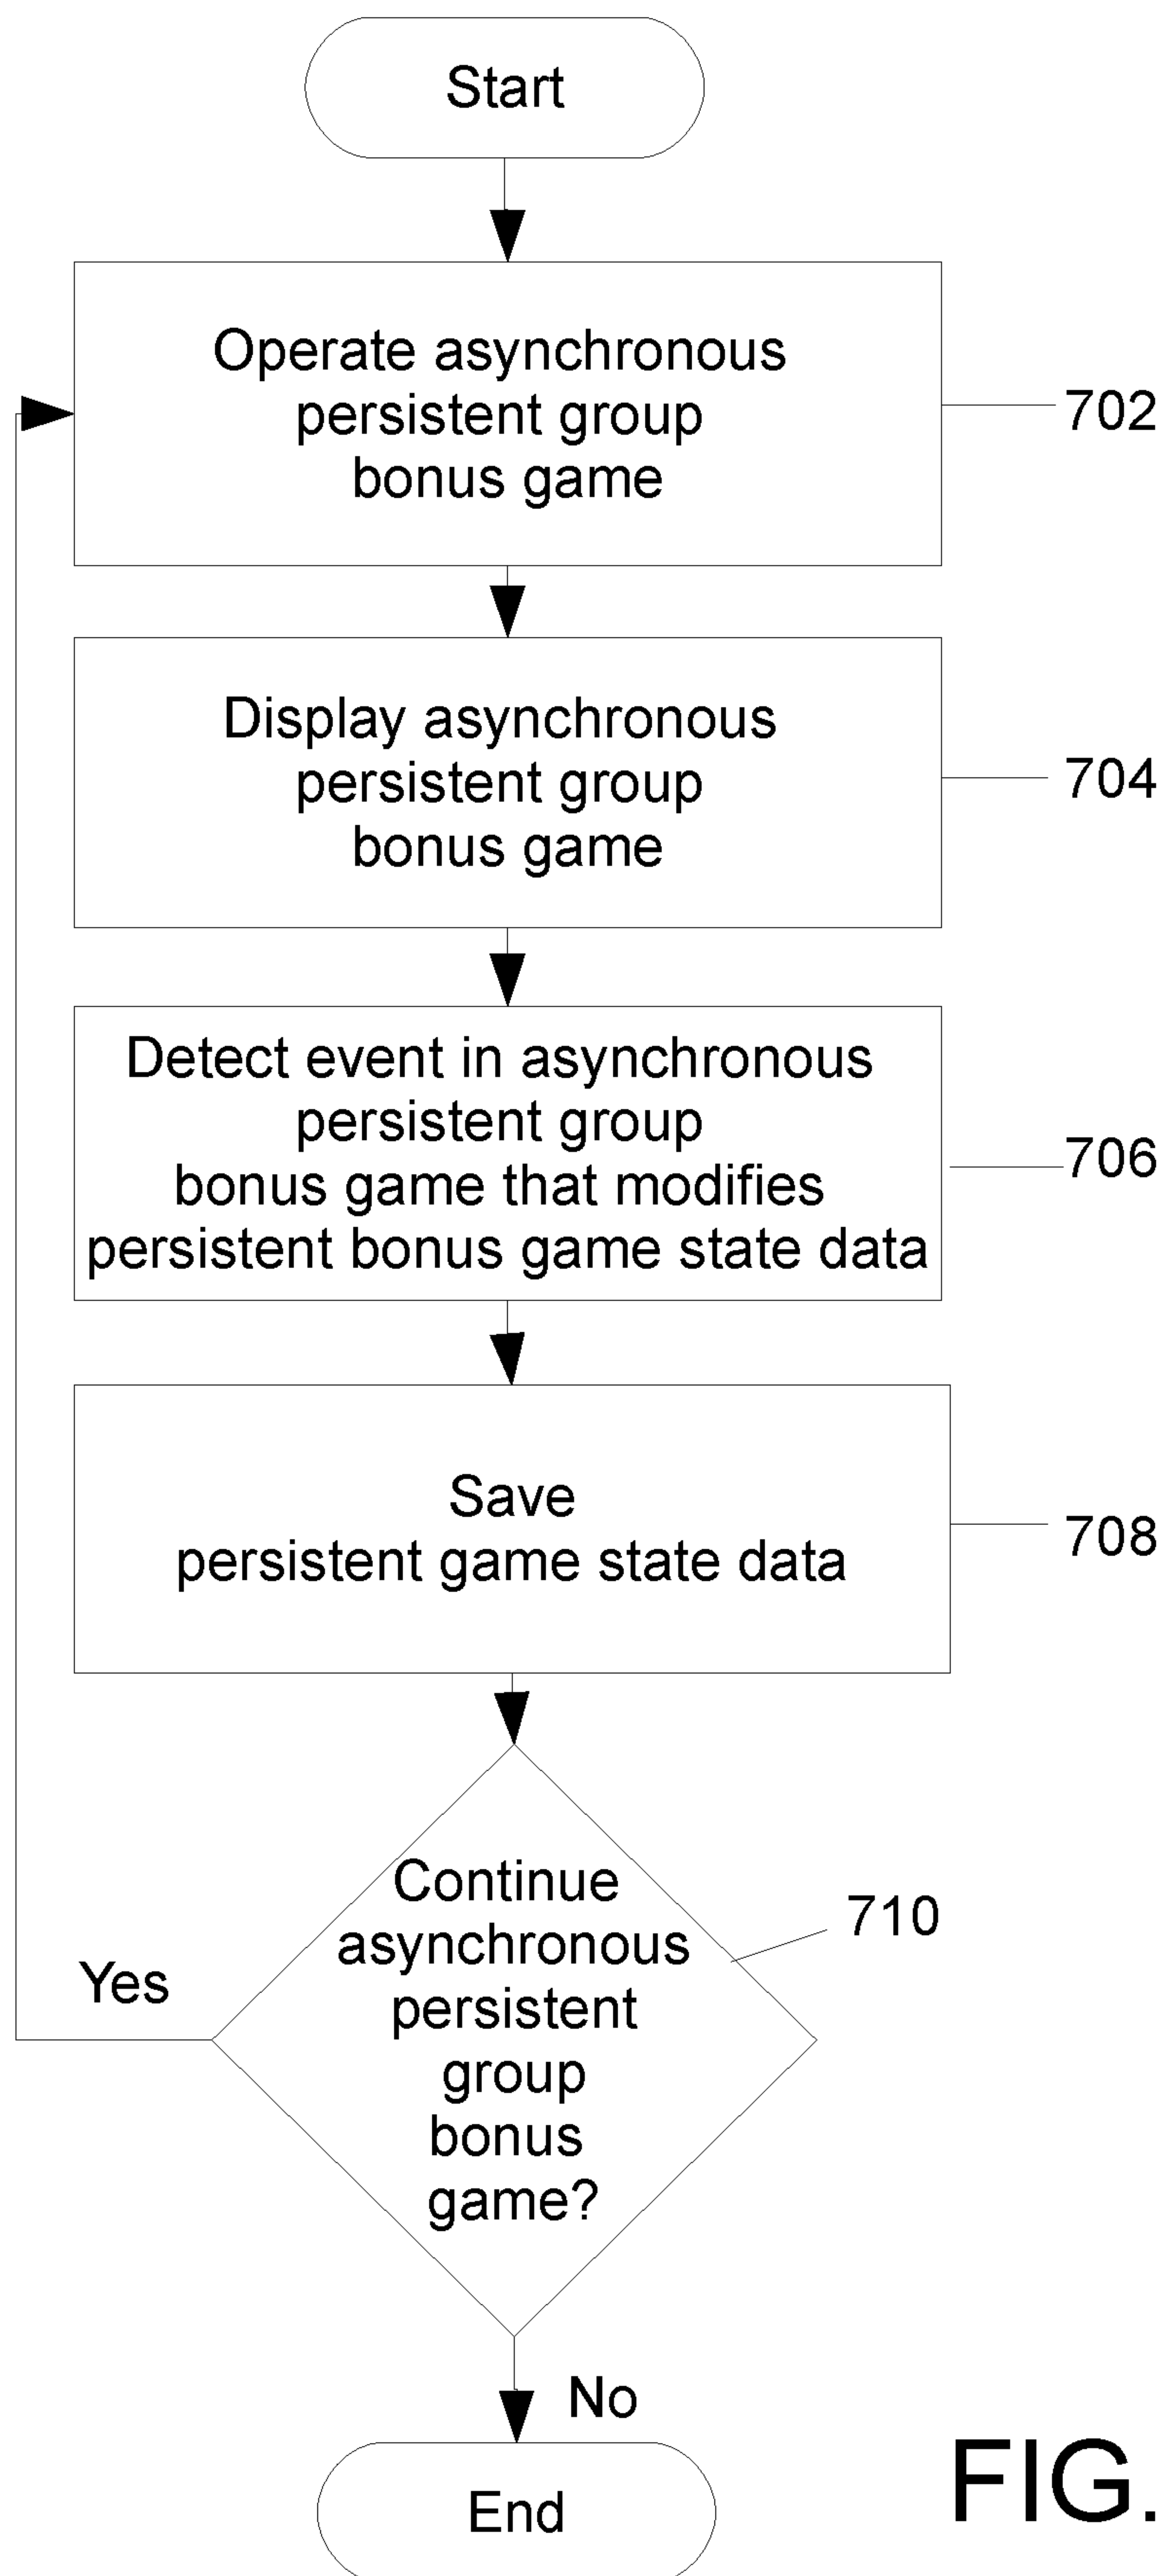 Start
Operate asynchronous
persistent group
bonus game
702
Display asynchronous
persistent group
bonus game
704
Detect event in asynchronous
persistent group
bonus game that modifies
persistent bonus game state data
706
Save
persistent game state data
708
Continue
asynchronous
persistent
group
bonus
game?
710
Yes
No
End
FIG.